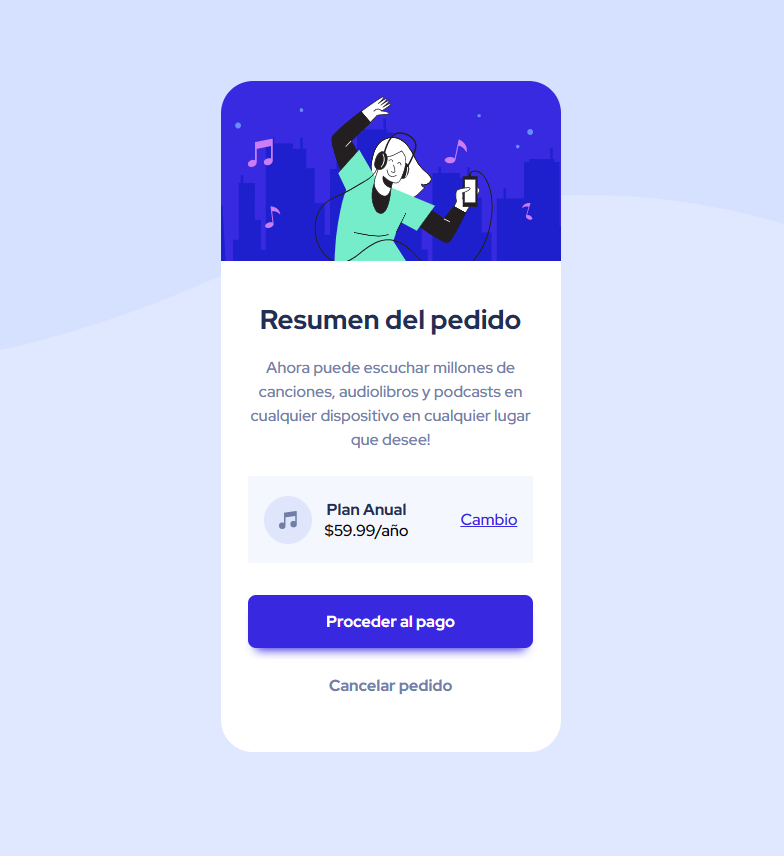 Resumen del pedido
Ahora puede escuchar millones de
canciones, audiolibros y podcasts en
cualquier dispositivo en cualquier lugar
que desee!
Plan Anual
$59.99/año
Cambio
Proceder al pago
Cancelar pedido